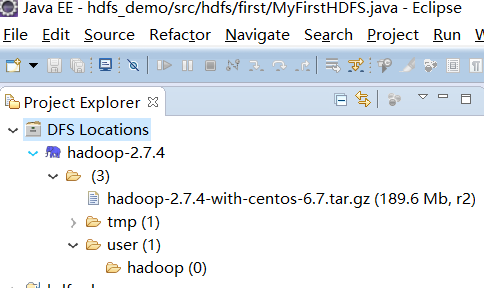 Java EE - hdfs_demo/src/hdfs/first/MyFirstHDFS.java - Eclipse
File Edit Source Refactor Navigate Search Project Run
Project Explorer
DFS Locations
hadoop-2.7.4
(3)
hadoop-2.7.4-with-centos-6.7.tar.gz (189.6 Mb, r2)
tmp (1)
user (1)
hadoop (0)